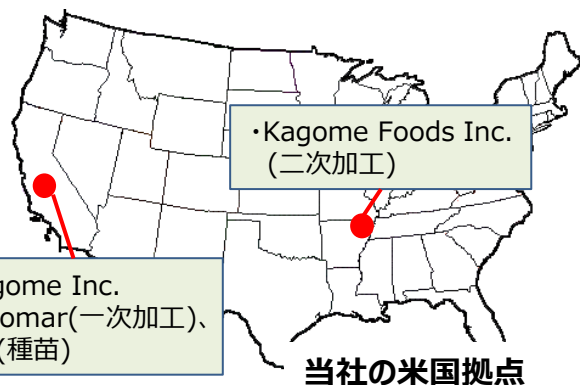 ・Kagome Foods Inc.
(二次加工)
gome Inc.
omar(一次加工)、
(種苗)
当社の米国拠点